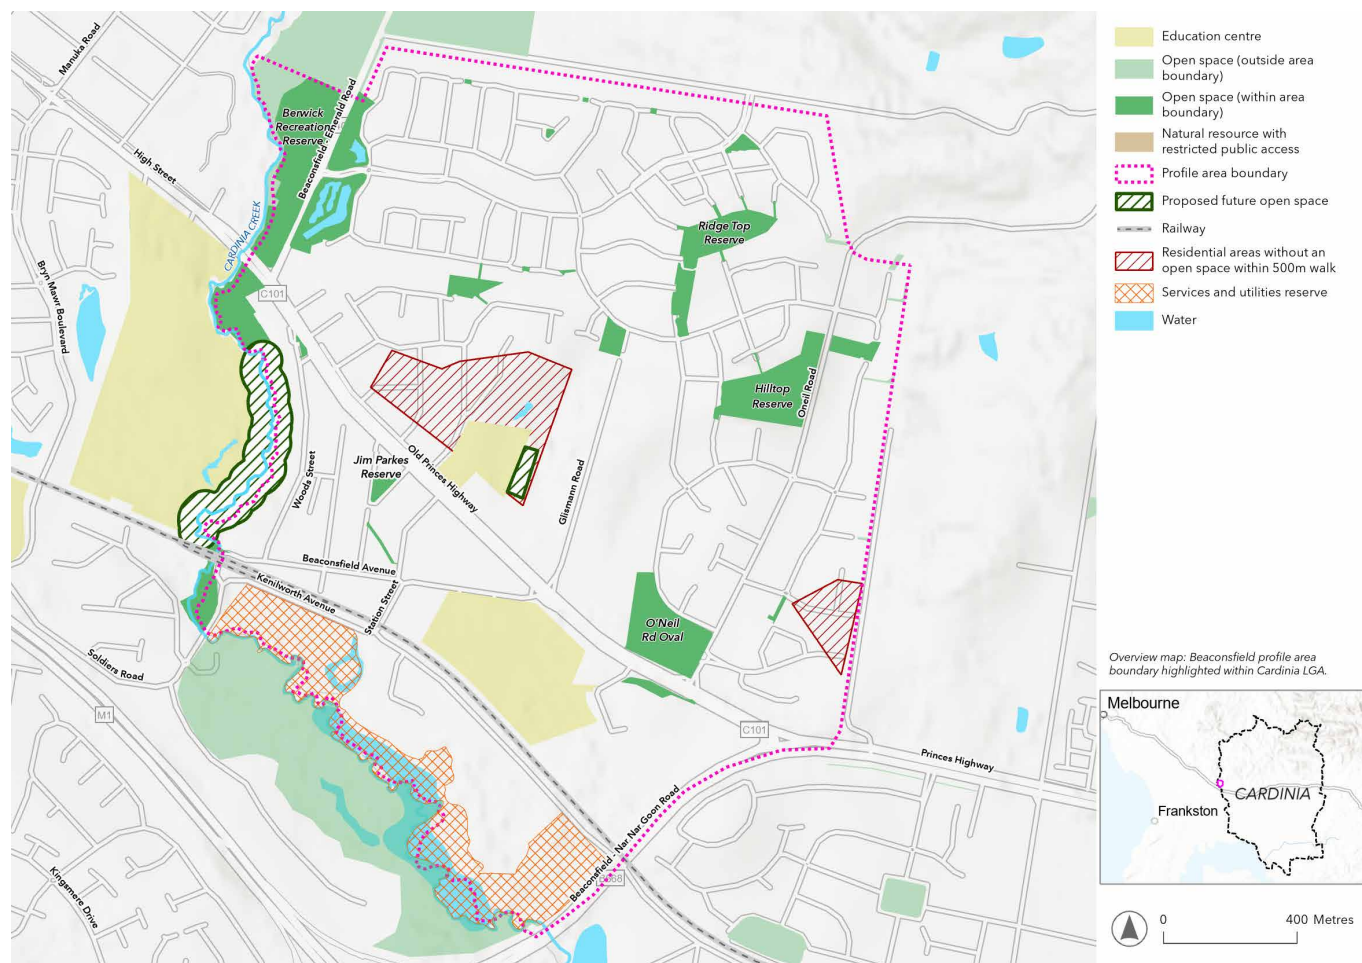 Manuka Road
High Street
Bryn Mawr Boulevard
CARDINIA CREEK
Berwick
Recreation
Reserve
Beaconsfield - Emerald Road
C101
Ridge Top
Reserve
Hilltop
Reserve
Oneil Road
Jim Parkes
Reserve
Old Princes Highway
Woods Street
Glismann Road
Beaconsfield Avenue
Kenilworth Avenue
Station Street
O'Neil
Rd Oval
Soldiers Road
M1
C101
Princes Highway
Beaconsfield - Nar Nar Goon Road
Kingsmere Drive
Education centre
Open space (outside area
boundary)
Open space (within area
boundary)
Natural resource with
restricted public access
Profile area boundary
Proposed future open space
Railway
Residential areas without an
open space within 500m walk
Services and utilities reserve
Water
Overview map: Beaconsfield profile area
boundary highlighted within Cardinia LGA.
Melbourne
CARDINIA
Frankston
0 400 Metres